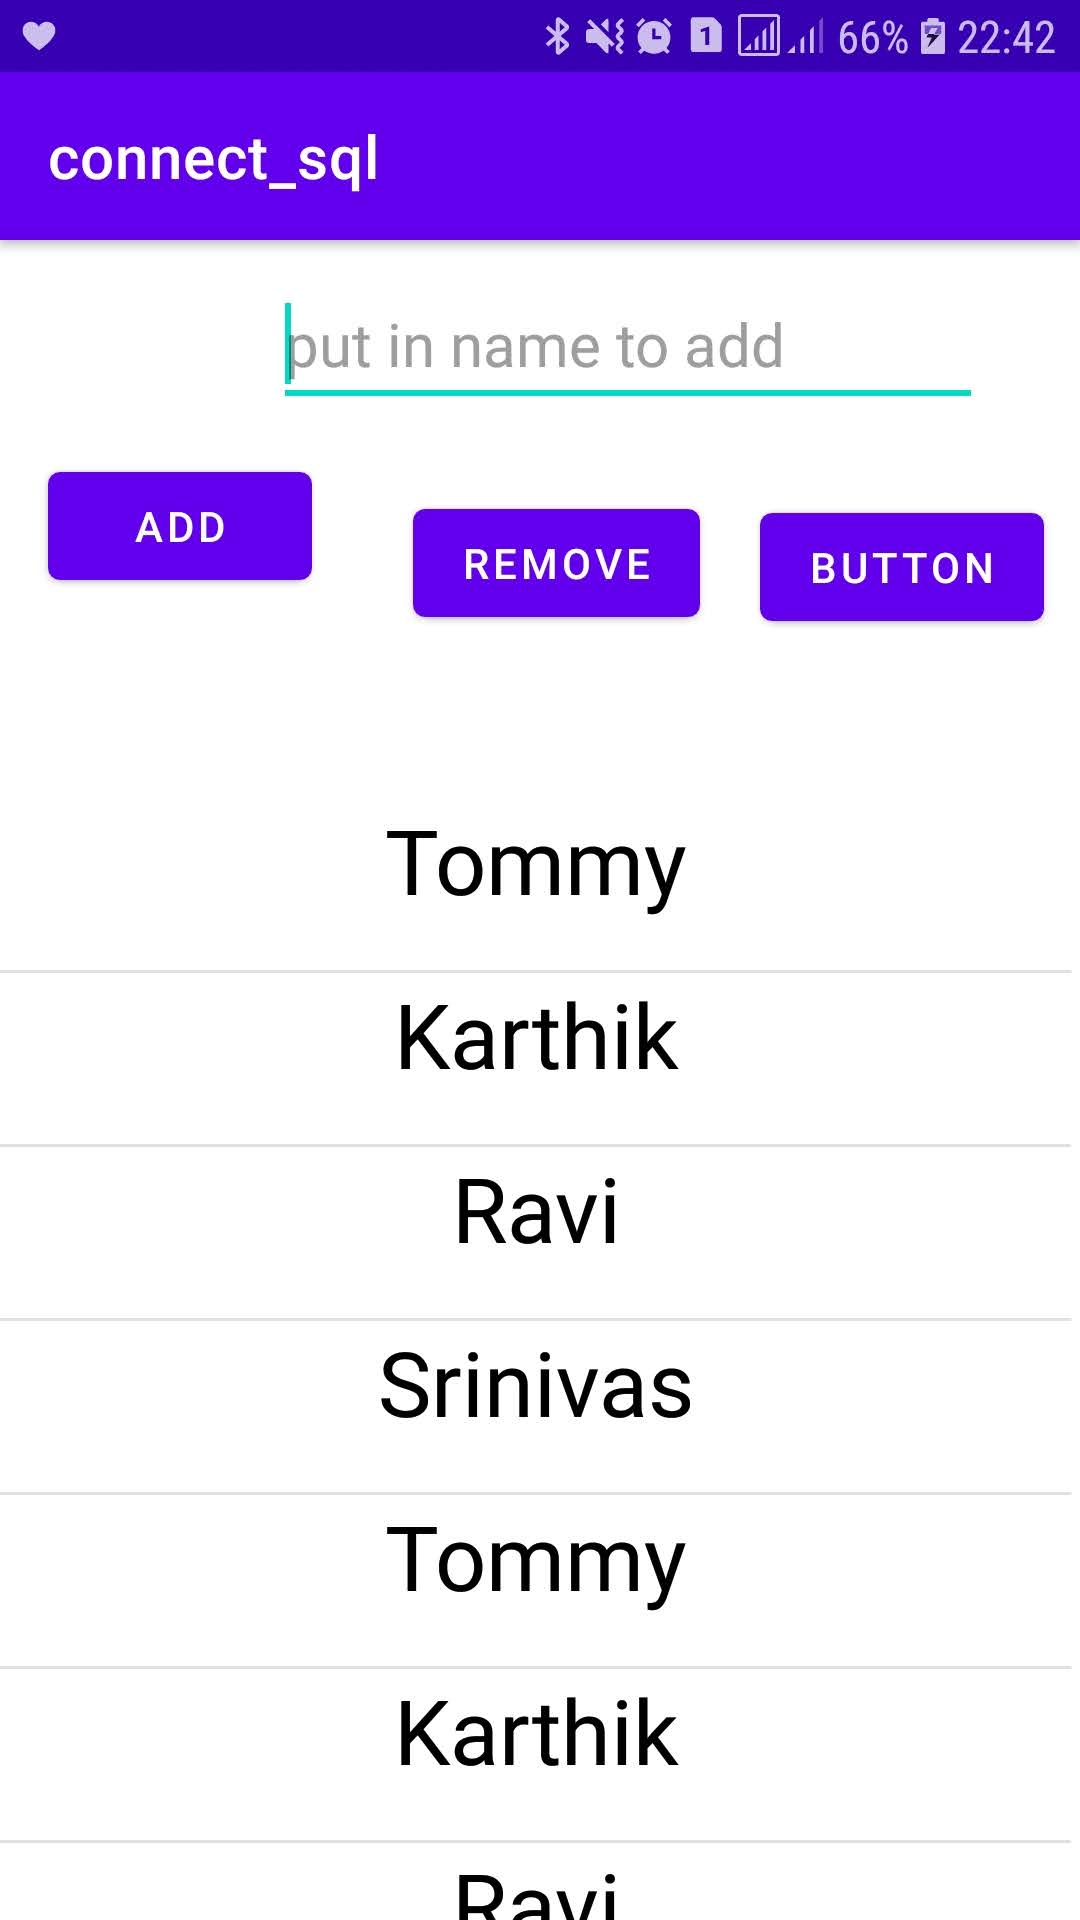 66% 22:42
connect_sql
put in name to add
ADD
REMOVE
BUTTON
Tommy
Karthik
Ravi
Srinivas
Tommy
Karthik
Ravi